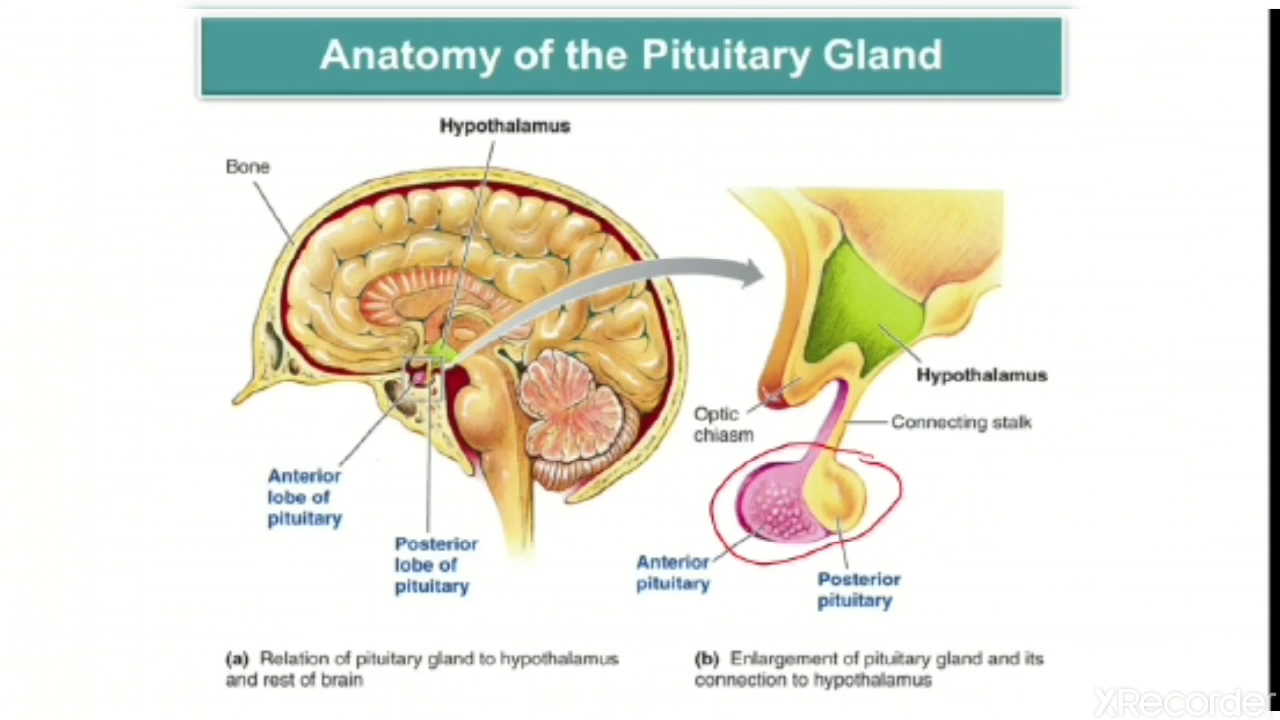 Anatomy of the Pituitary Gland
Hypothalamus
Bone
Anterior
lobe of
pituitary
Posterior
lobe of
pituitary
Hypothalamus
Optic
chiasm
Connecting stalk
Anterior
pituitary
Posterior
pituitary
(a) Relation of pituitary gland to hypothalamus
and rest of brain
(b) Enlargement of pituitary gland and its
connection to hypothalamus
XRecorder